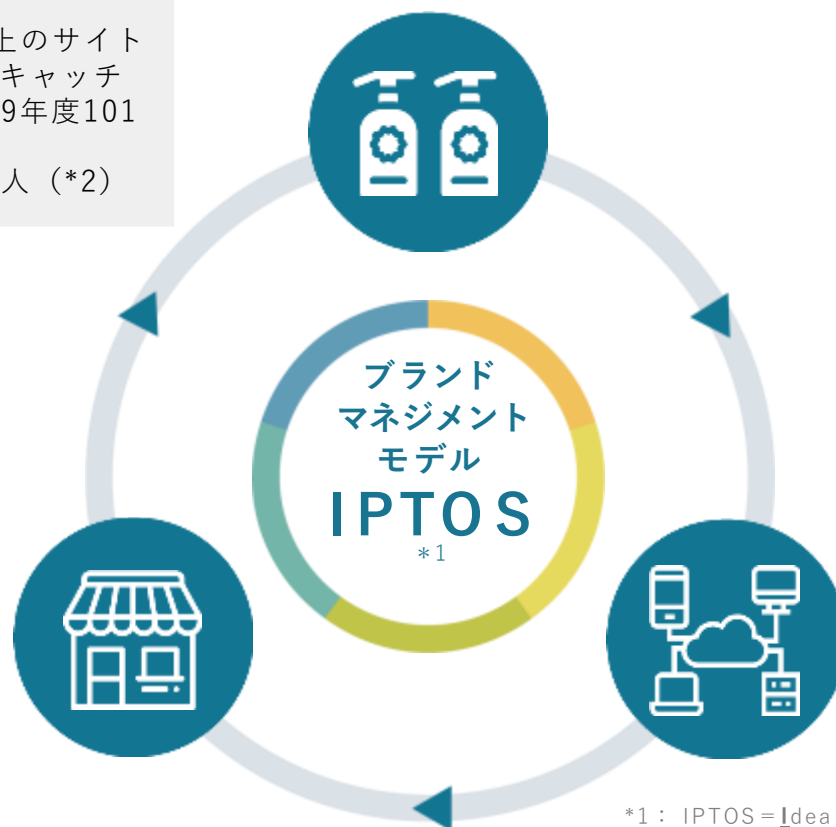 上のサイト
キャッチ
9年度101
人 (*2)
ブランド
マネジメント
モデル
IPTOS
*1
*1： IPTOS＝Idea